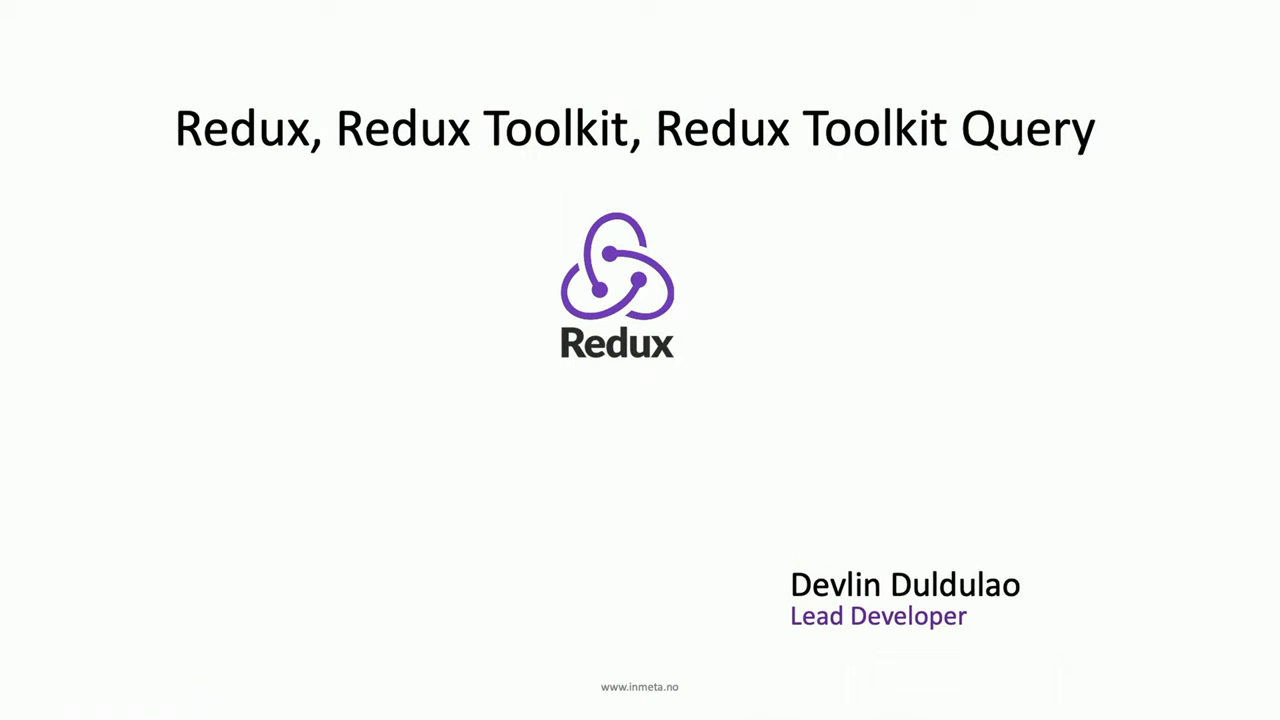 Redux, Redux Toolkit, Redux Toolkit Query
Redux
Devlin Duldulao
Lead Developer
www.inmeta.no